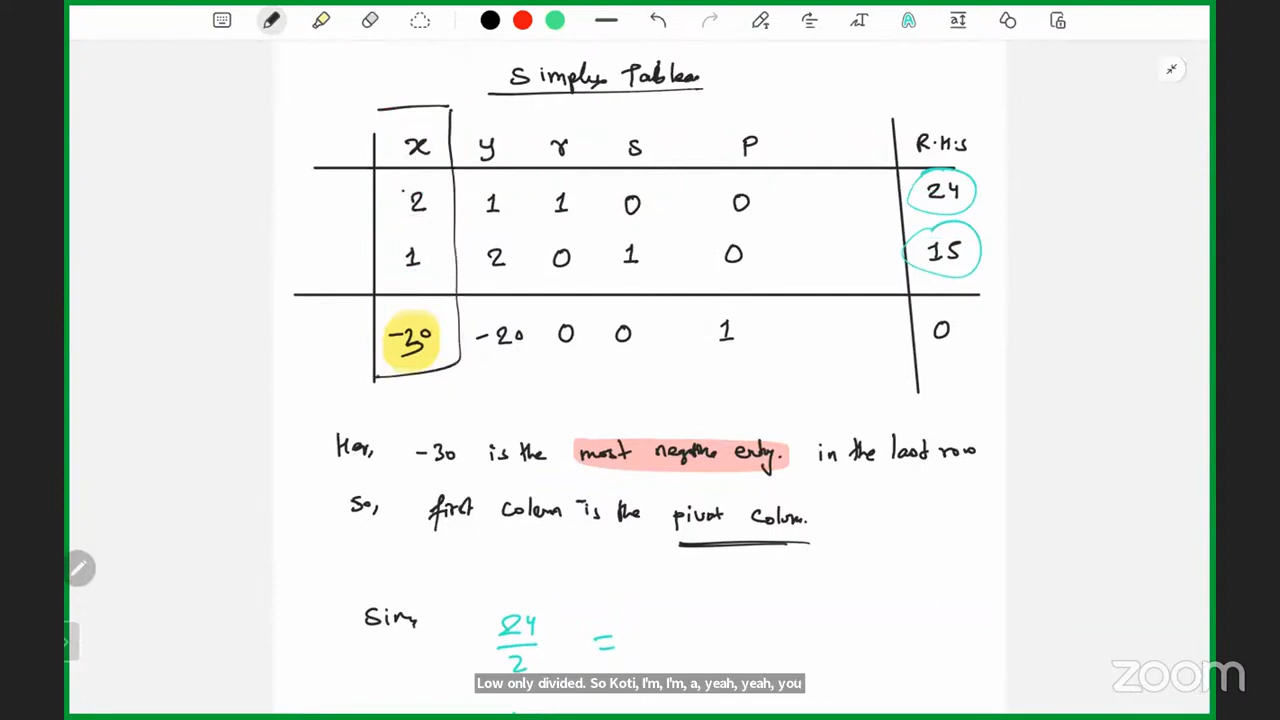 Simplex Tableau
x y r s P R.H.S
2 1 1 0 0 24
1 2 0 1 0 15
-30 -20 0 0 1 0
Her, -30 is the most negative entry. in the last row
So, first column is the pivot column.
Sinc, 24/2 =
Low only divided. So Koti, I'm, I'm, a, yeah, yeah, you
zoom